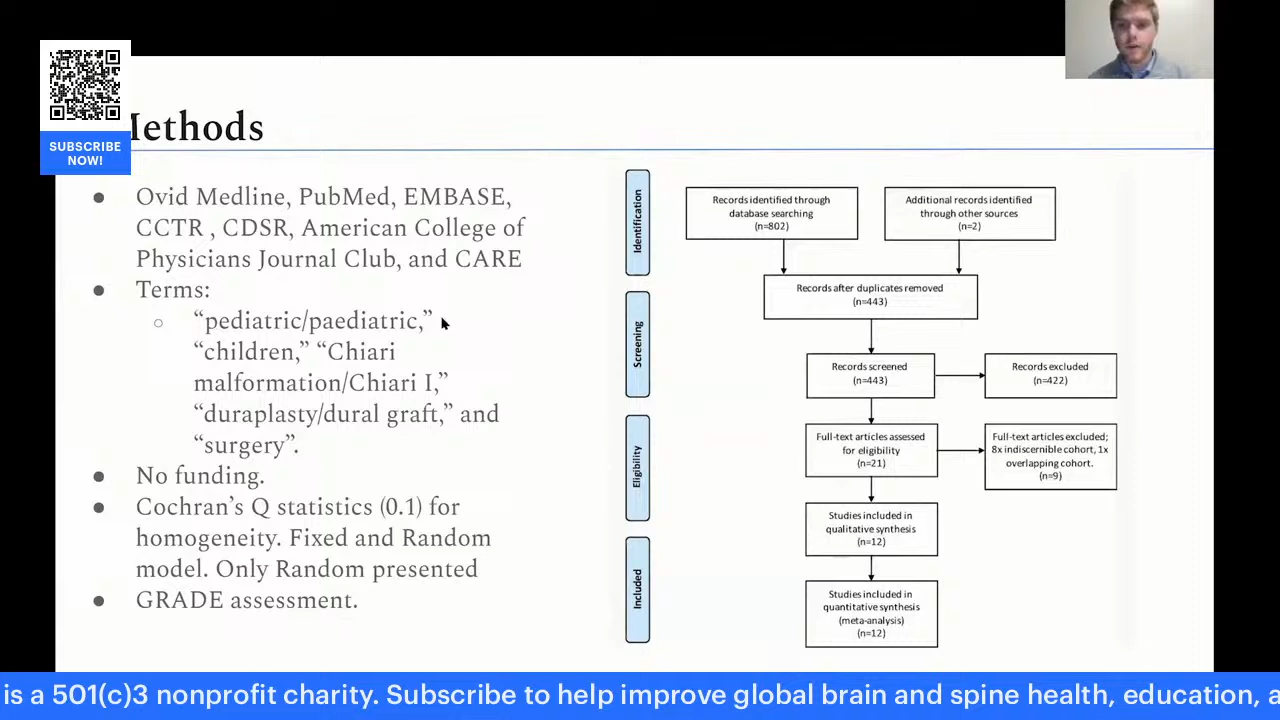 SUBSCRIBE
NOW!
Methods
● Ovid Medline, PubMed, EMBASE,
CCTR , CDSR, American College of
Physicians Journal Club, and CARE
● Terms:
○ “pediatric/paediatric,”
“children,” “Chiari
malformation/Chiari I,”
“duraplasty/dural graft,” and
“surgery”.
● No funding.
● Cochran’s Q statistics (0.1) for
homogeneity. Fixed and Random
model. Only Random presented
● GRADE assessment.
Identification
Records identified through
database searching
(n=802)
Additional records identified
through other sources
(n=2)
Records after duplicates removed
(n=443)
Screening
Records screened
(n=443)
Records excluded
(n=422)
Eligibility
Full-text articles assessed
for eligibility
(n=21)
Full-text articles excluded;
8x indiscernible cohort, 1x
overlapping cohort.
(n=9)
Studies included in
qualitative synthesis
(n=12)
Included
Studies included in
quantitative synthesis
(meta-analysis)
(n=12)
is a 501(c)3 nonprofit charity. Subscribe to help improve global brain and spine health, education, a